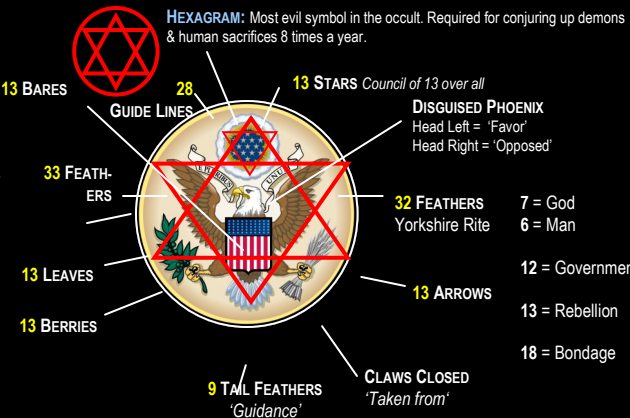 HEXAGRAM: Most evil symbol in the occult. Required for conjuring up demons
& human sacrifices 8 times a year.
13 BARES
28
GUIDE LINES
13 STARS Council of 13 over all
DISGUISED PHOENIX
Head Left = ‘Favor’
Head Right = ‘Opposed’
33 FEATH-
ERS
32 FEATHERS
Yorkshire Rite
7 = God
6 = Man
12 = Governmen
13 LEAVES
13 ARROWS
13 = Rebellion
13 BERRIES
18 = Bondage
9 TAIL FEATHERS
‘Guidance’
CLAWS CLOSED
‘Taken from‘